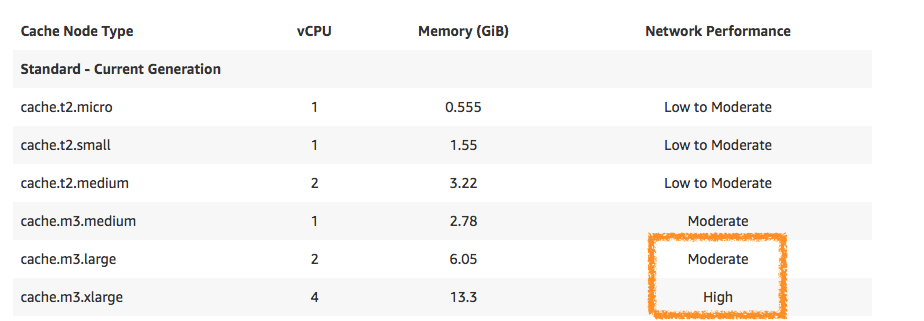 Cache Node Type vCPU Memory (GiB) Network Performance
Standard - Current Generation
cache.t2.micro 1 0.555 Low to Moderate
cache.t2.small 1 1.55 Low to Moderate
cache.t2.medium 2 3.22 Low to Moderate
cache.m3.medium 1 2.78 Moderate
cache.m3.large 2 6.05 Moderate
cache.m3.xlarge 4 13.3 High